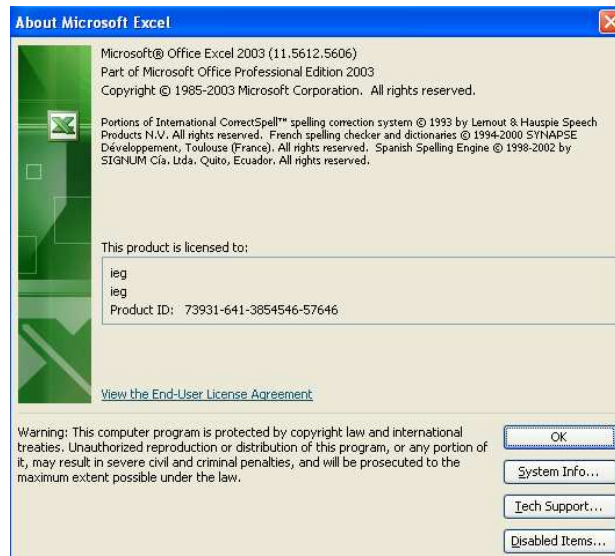 About Microsoft Excel
Microsoft® Office Excel 2003 (11.5612.5606)
Part of Microsoft Office Professional Edition 2003
Copyright © 1985-2003 Microsoft Corporation.  All rights reserved.
Portions of International CorrectSpell™ spelling correction system © 1993 by Lernout & Hauspie Speech
Products N.V. All rights reserved.  French spelling checker and dictionaries © 1994-2000 SYNAPSE
Développement, Toulouse (France). All rights reserved.  Spanish Spelling Engine © 1998-2002 by
SIGNUM Cía. Ltda. Quito, Ecuador. All rights reserved.
This product is licensed to:
ieg
ieg
Product ID:   73931-641-3854546-57646
View the End-User License Agreement
Warning: This computer program is protected by copyright law and international
treaties. Unauthorized reproduction or distribution of this program, or any portion of
it, may result in severe civil and criminal penalties, and will be prosecuted to the
maximum extent possible under the law.
OK
System Info...
Tech Support...
Disabled Items...